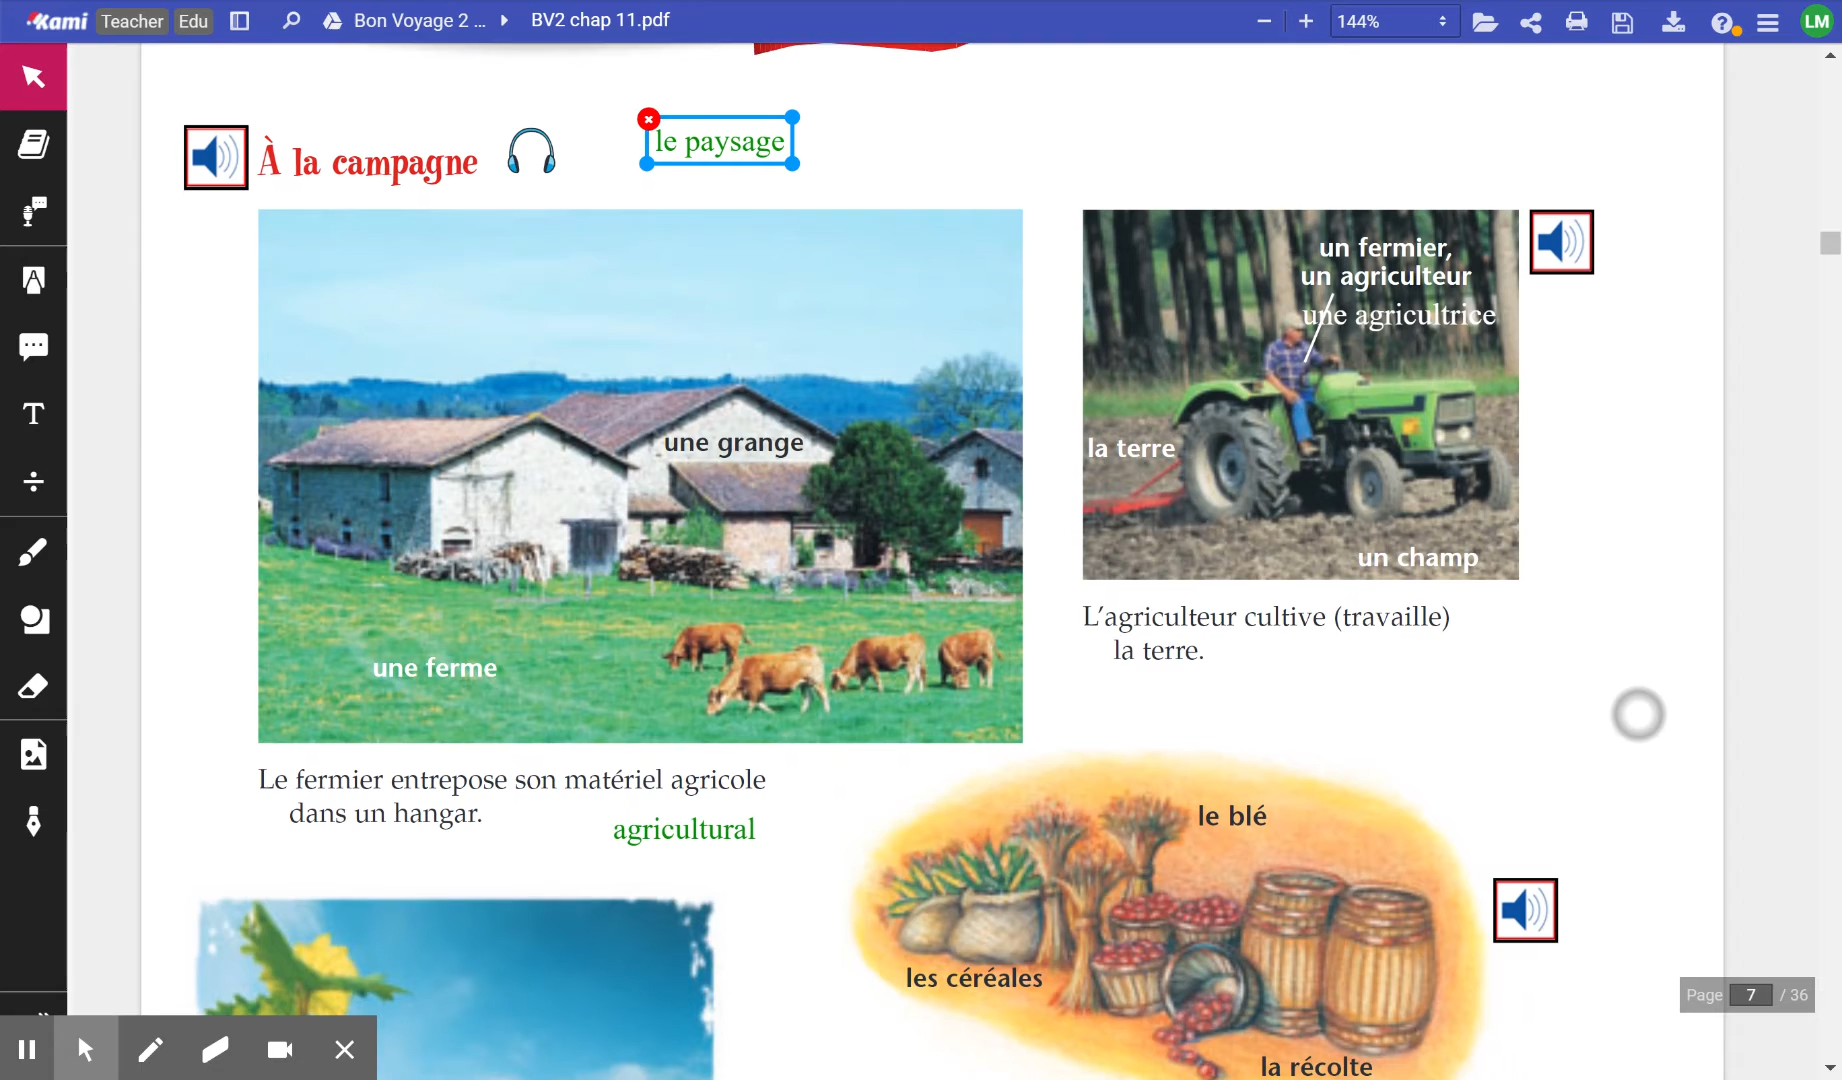 Kami Teacher Edu Bon Voyage 2 ... BV2 chap 11.pdf 144% LM
À la campagne
le paysage
un fermier,
un agriculteur
une agricultrice
la terre
un champ
une grange
une ferme
L'agriculteur cultive (travaille)
la terre.
Le fermier entrepose son matériel agricole
dans un hangar.
agricultural
le blé
les céréales
la récolte
Page 7 / 36